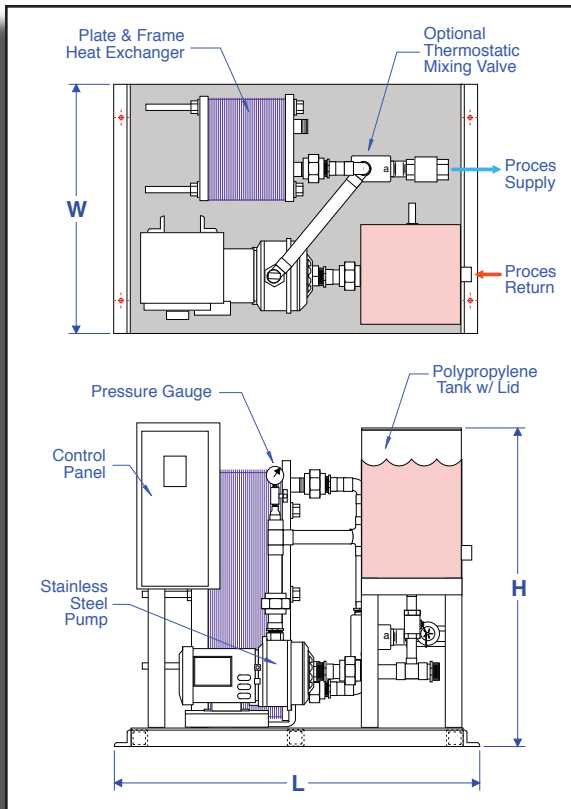 Plate & Frame
Heat Exchanger
Optional
Thermostatic
Mixing Valve
W
a
Proces
Supply
Proces
Return
Polypropylene
Tank w/ Lid
Pressure Gauge
Control
Panel
Stainless
Steel
Pump
a
H
L